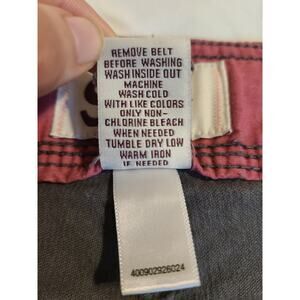 REMOVE BELT
BEFORE WASHING
WASH INSIDE OUT
MACHINE
WASH COLD
WITH LIKE COLORS
ONLY NON-
CHLORINE BLEACH
WHEN NEEDED
TUMBLE DRY LOW
WARM IRON
IF NEEDED
400902926024